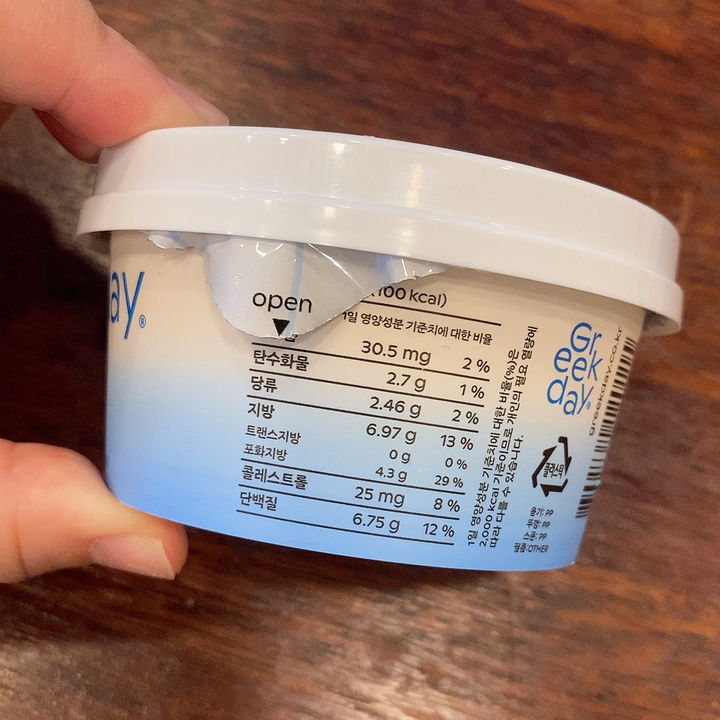 ay®
open
(100 kcal)
1일 영양성분 기준치에 대한 비율
30.5 mg 2 %
탄수화물 2.7 g 1 %
당류 2.46 g 2 %
지방 6.97 g 13 %
트랜스지방 0 g 0 %
포화지방 4.3 g 29 %
콜레스트롤 25 mg 8 %
단백질 6.75 g 12 %
1일 영양성분 기준치에 대한 비율(%)은
2,000 kcal 기준이므로 개인의 필요 열량에
따라 다를 수 있습니다.
Gr
eek
day®
greekday.co.kr
플라스틱
용기: PP
뚜껑: PP
스푼: PP
필름:OTHER